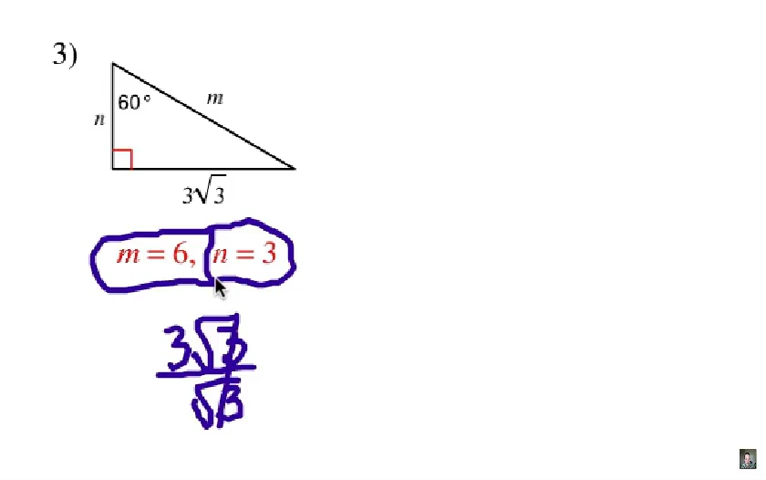 3)
60°
m
n
3√3
m = 6, n = 3
3√3
√3